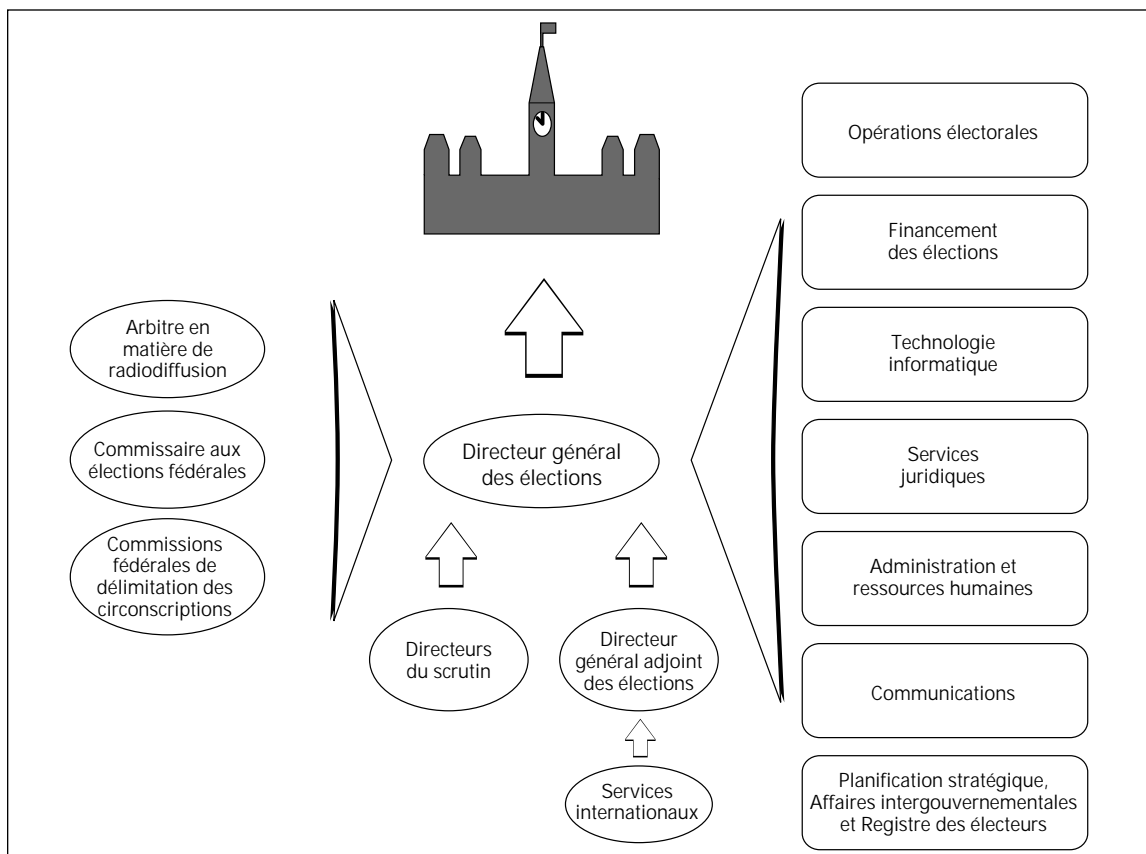 Arbitre en
matière de
radiodiffusion
Commissaire aux
élections fédérales
Commissions
fédérales de
délimitation des
circonscriptions
Directeur général
des élections
Directeurs
du scrutin
Directeur
général adjoint
des élections
Services
internationaux
Opérations électorales
Financement
des élections
Technologie
informatique
Services
juridiques
Administration et
ressources humaines
Communications
Planification stratégique,
Affaires intergouvernementales
et Registre des électeurs